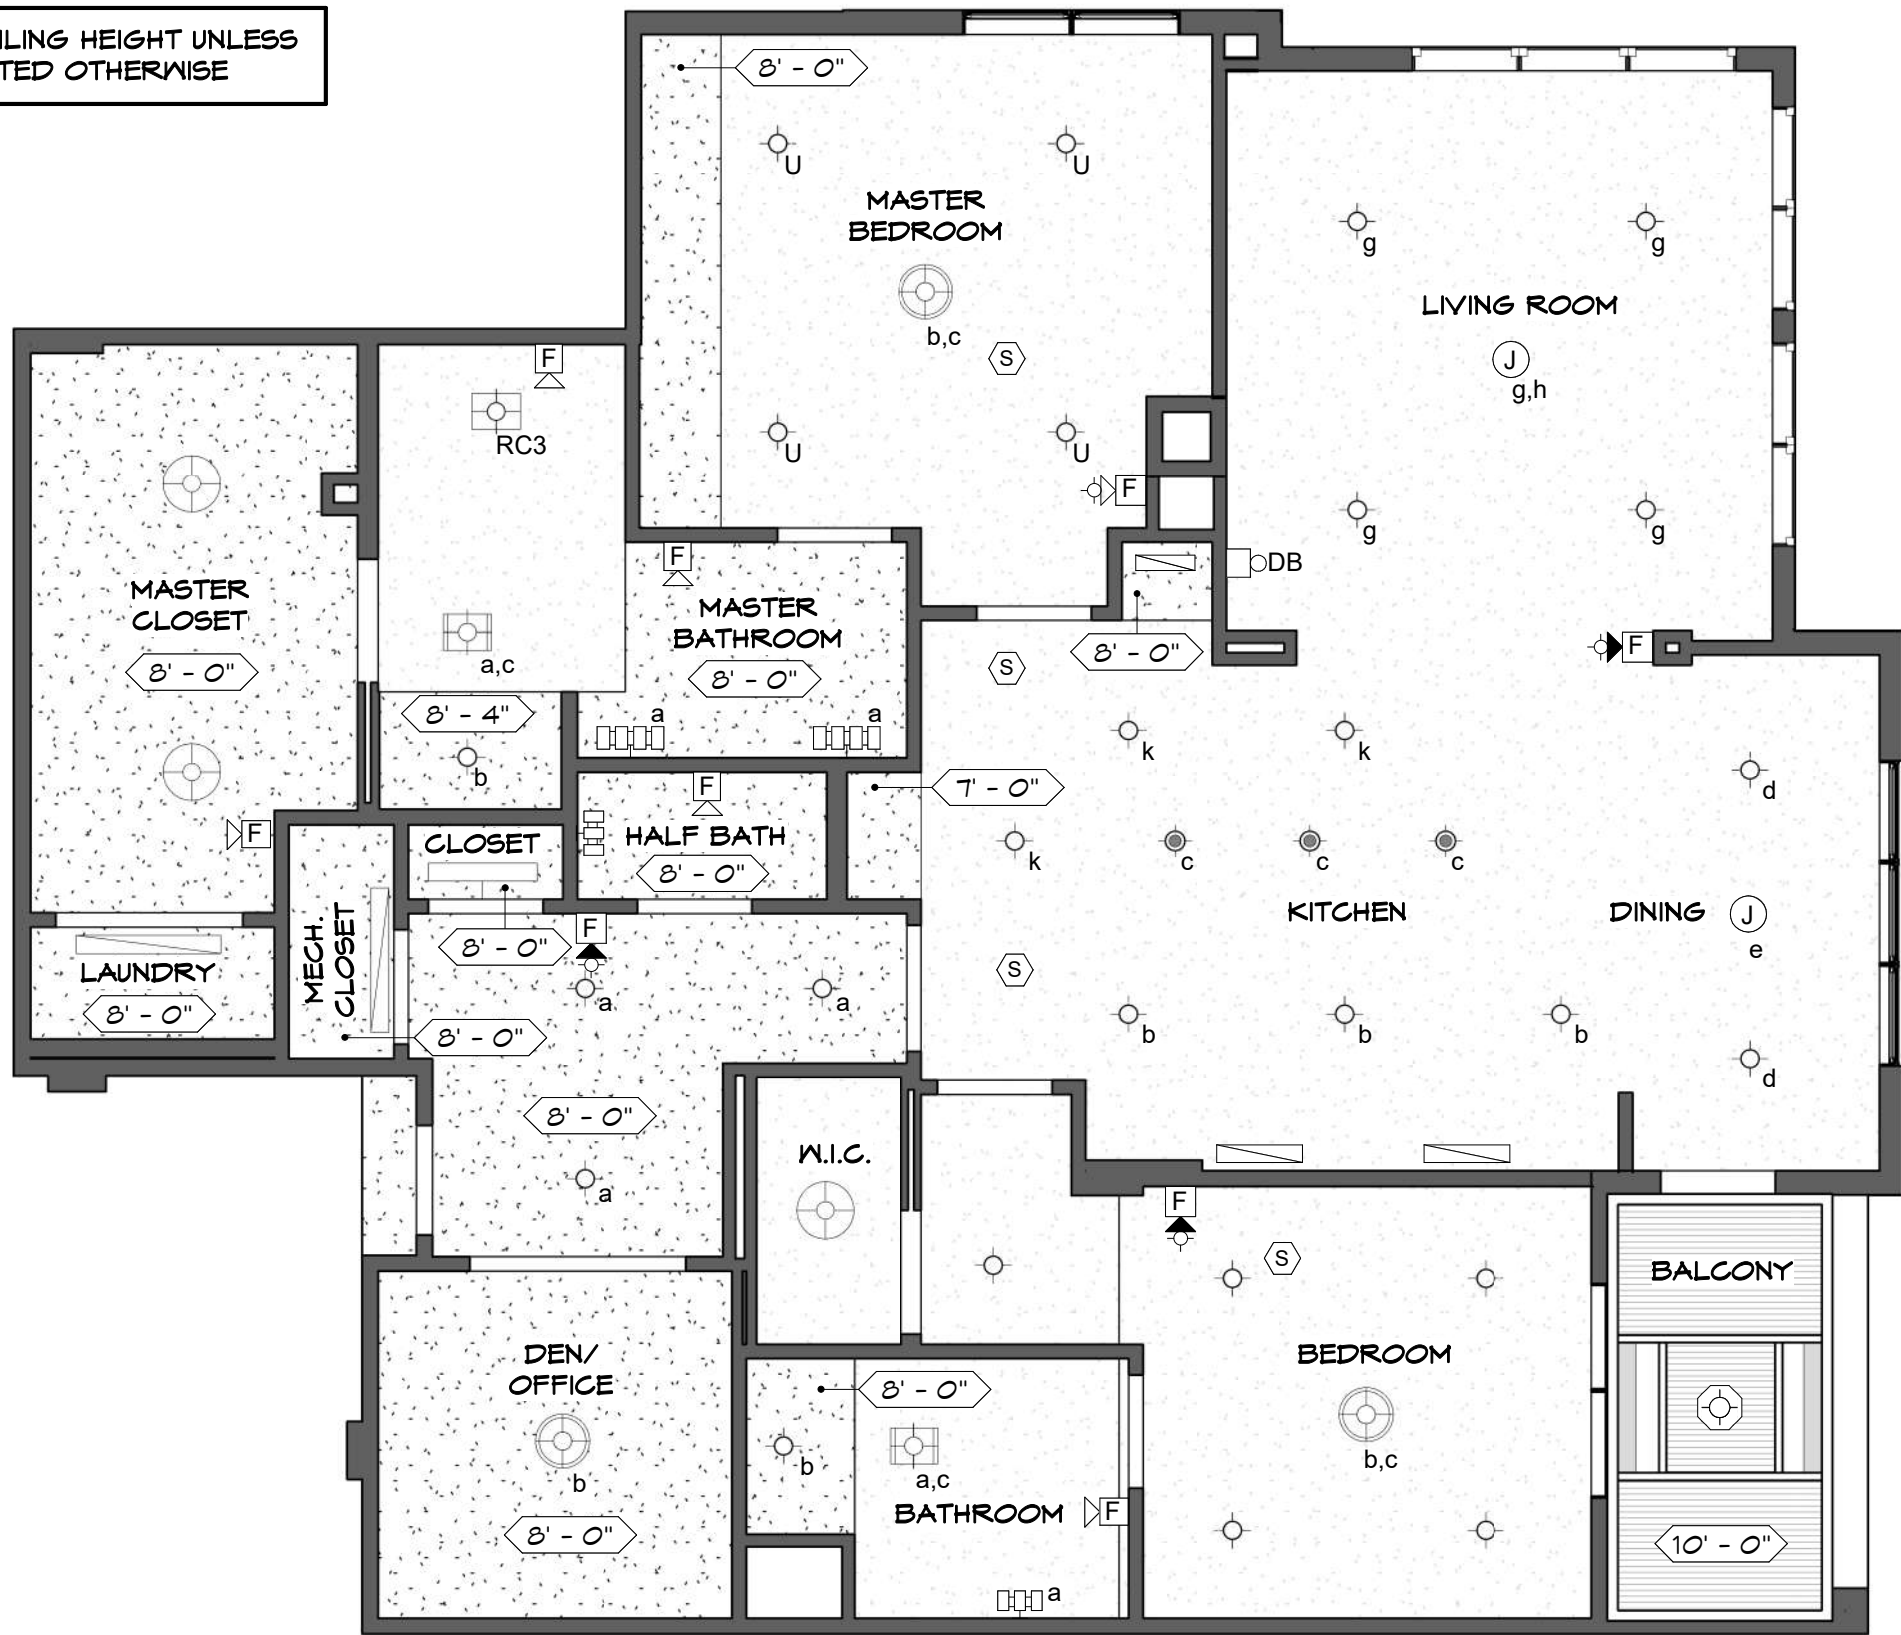 ILING HEIGHT UNLESS
TED OTHERWISE
8' - 0"
U
U
MASTER
BEDROOM
b,c
S
U
U
F
g
g
LIVING ROOM
J
g,h
g
g
DB
F
F
RC3
a,c
MASTER
CLOSET
8' - 0"
F
F
MASTER
BATHROOM
8' - 0"
a
a
8' - 4"
b
8' - 0"
S
k
k
d
7' - 0"
k
c
c
c
KITCHEN
DINING
J
e
S
b
b
b
d
CLOSET
F
HALF BATH
8' - 0"
8' - 0"
F
a
a
LAUNDRY
8' - 0"
MECH.
CLOSET
8' - 0"
8' - 0"
a
W.I.C.
F
S
BEDROOM
b,c
BALCONY
10' - 0"
DEN/
OFFICE
b
8' - 0"
8' - 0"
b
a,c
BATHROOM
F
a